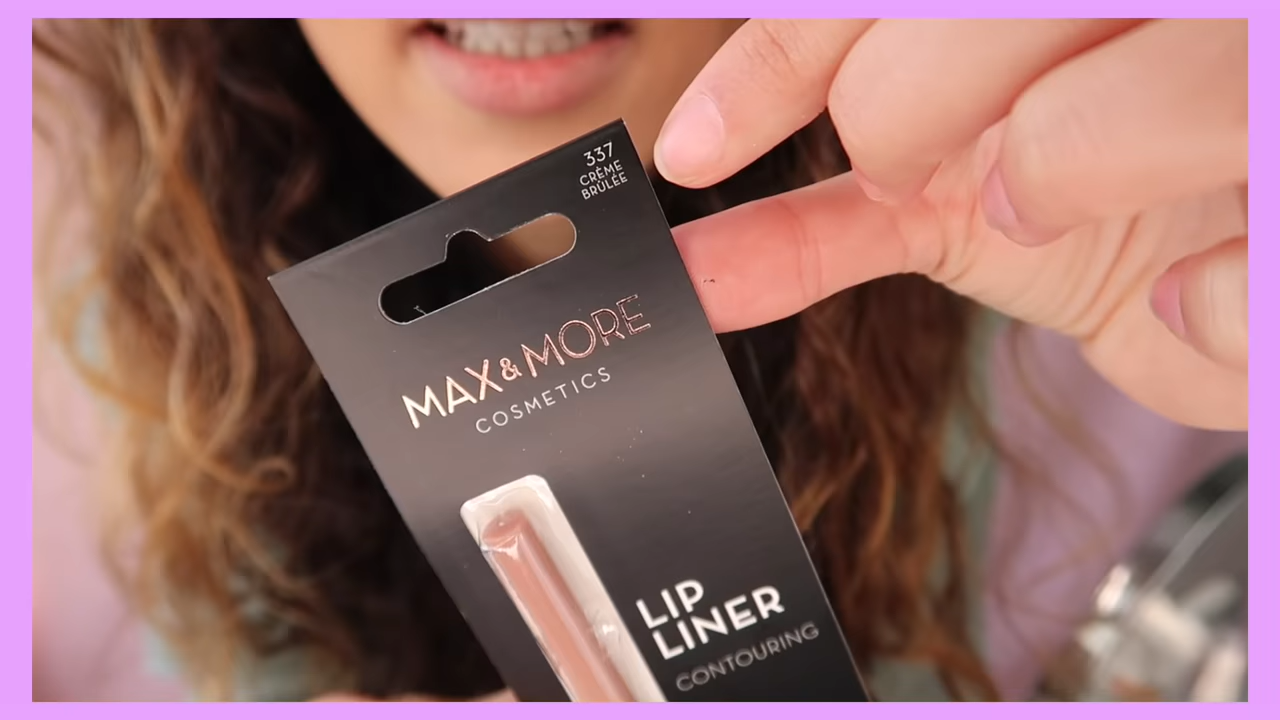 337
CRÈME
BRÛLÉE
MAX&MORE
COSMETICS
LIP
LINER
CONTOURING